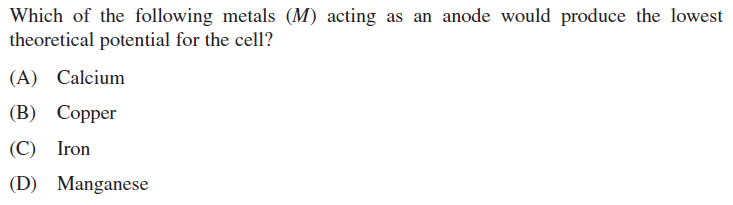 Which of the following metals (M) acting as an anode would produce the lowest
theoretical potential for the cell?
(A) Calcium
(B) Copper
(C) Iron
(D) Manganese